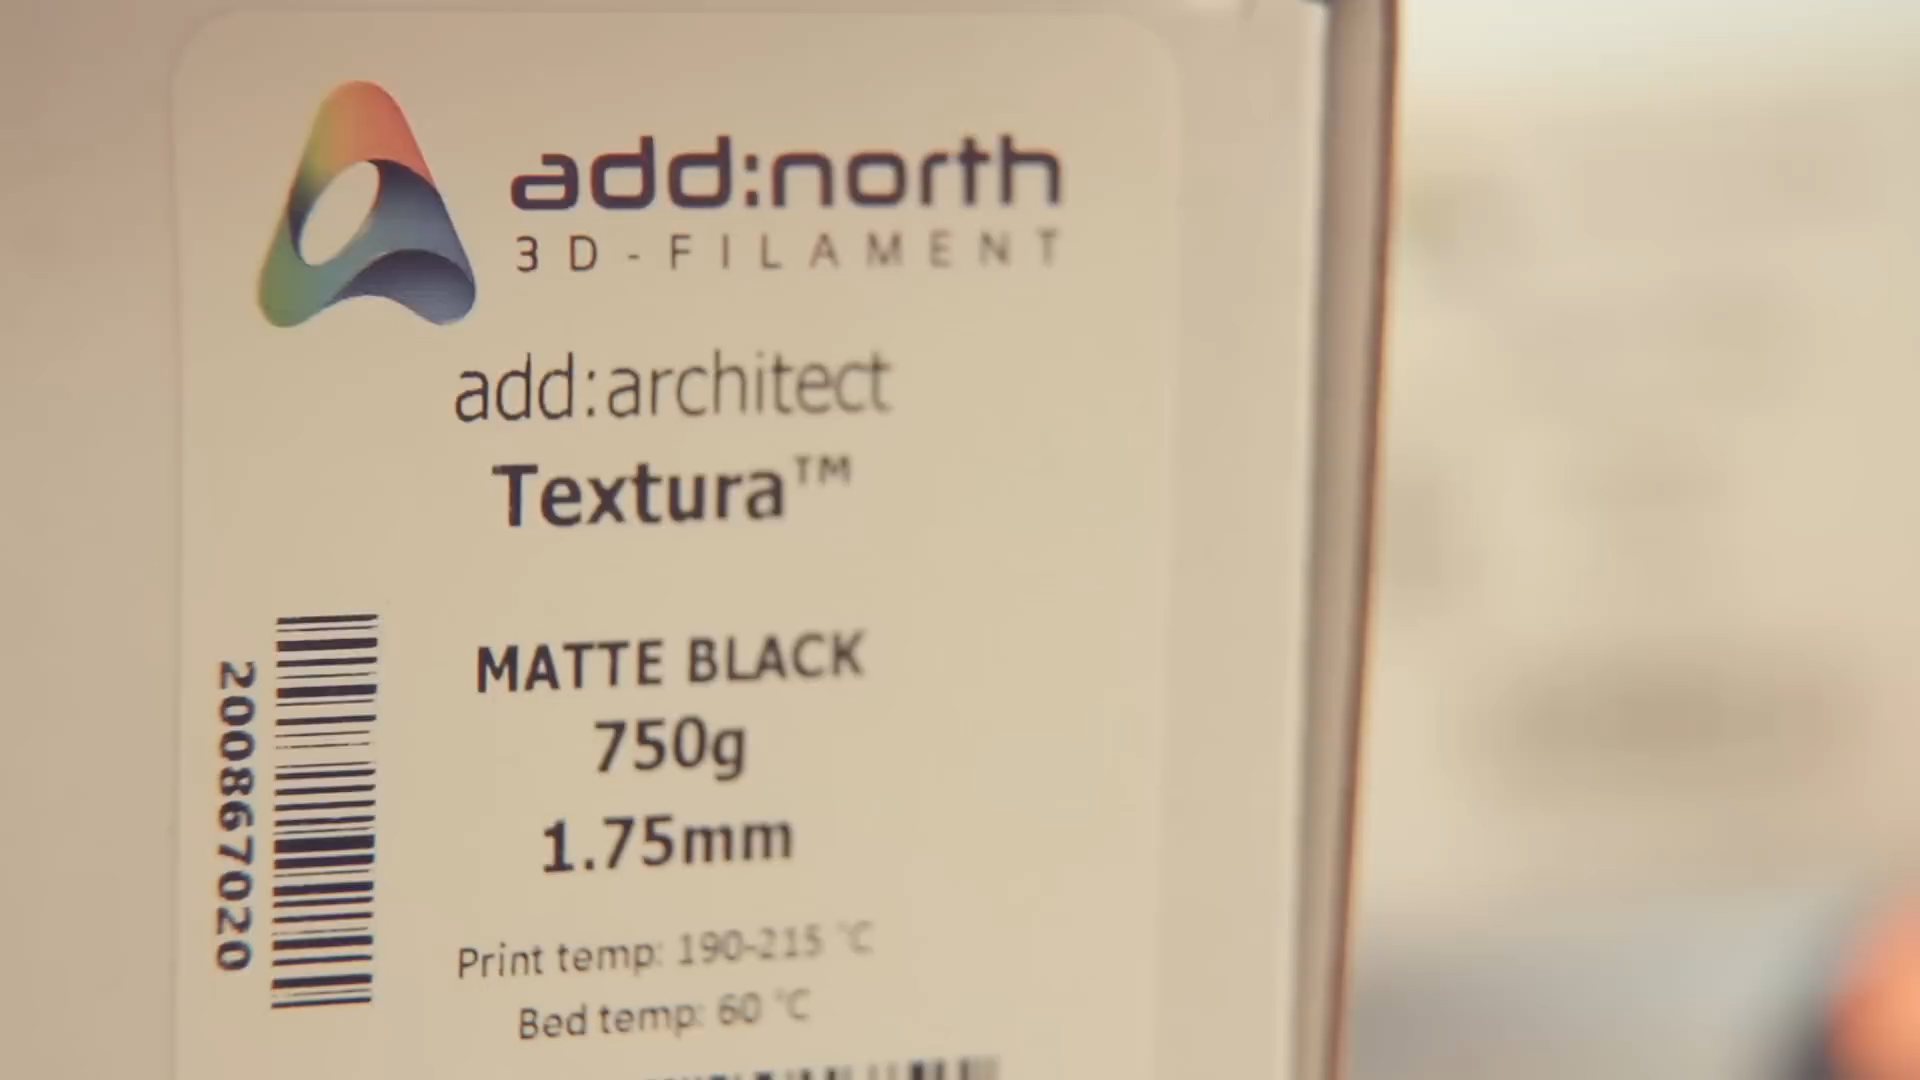 add:north
3D-FILAMENT
add:architect
Textura™
MATTE BLACK
750g
1.75mm
Print temp: 190-215 °C
Bed temp: 60 °C
200867020